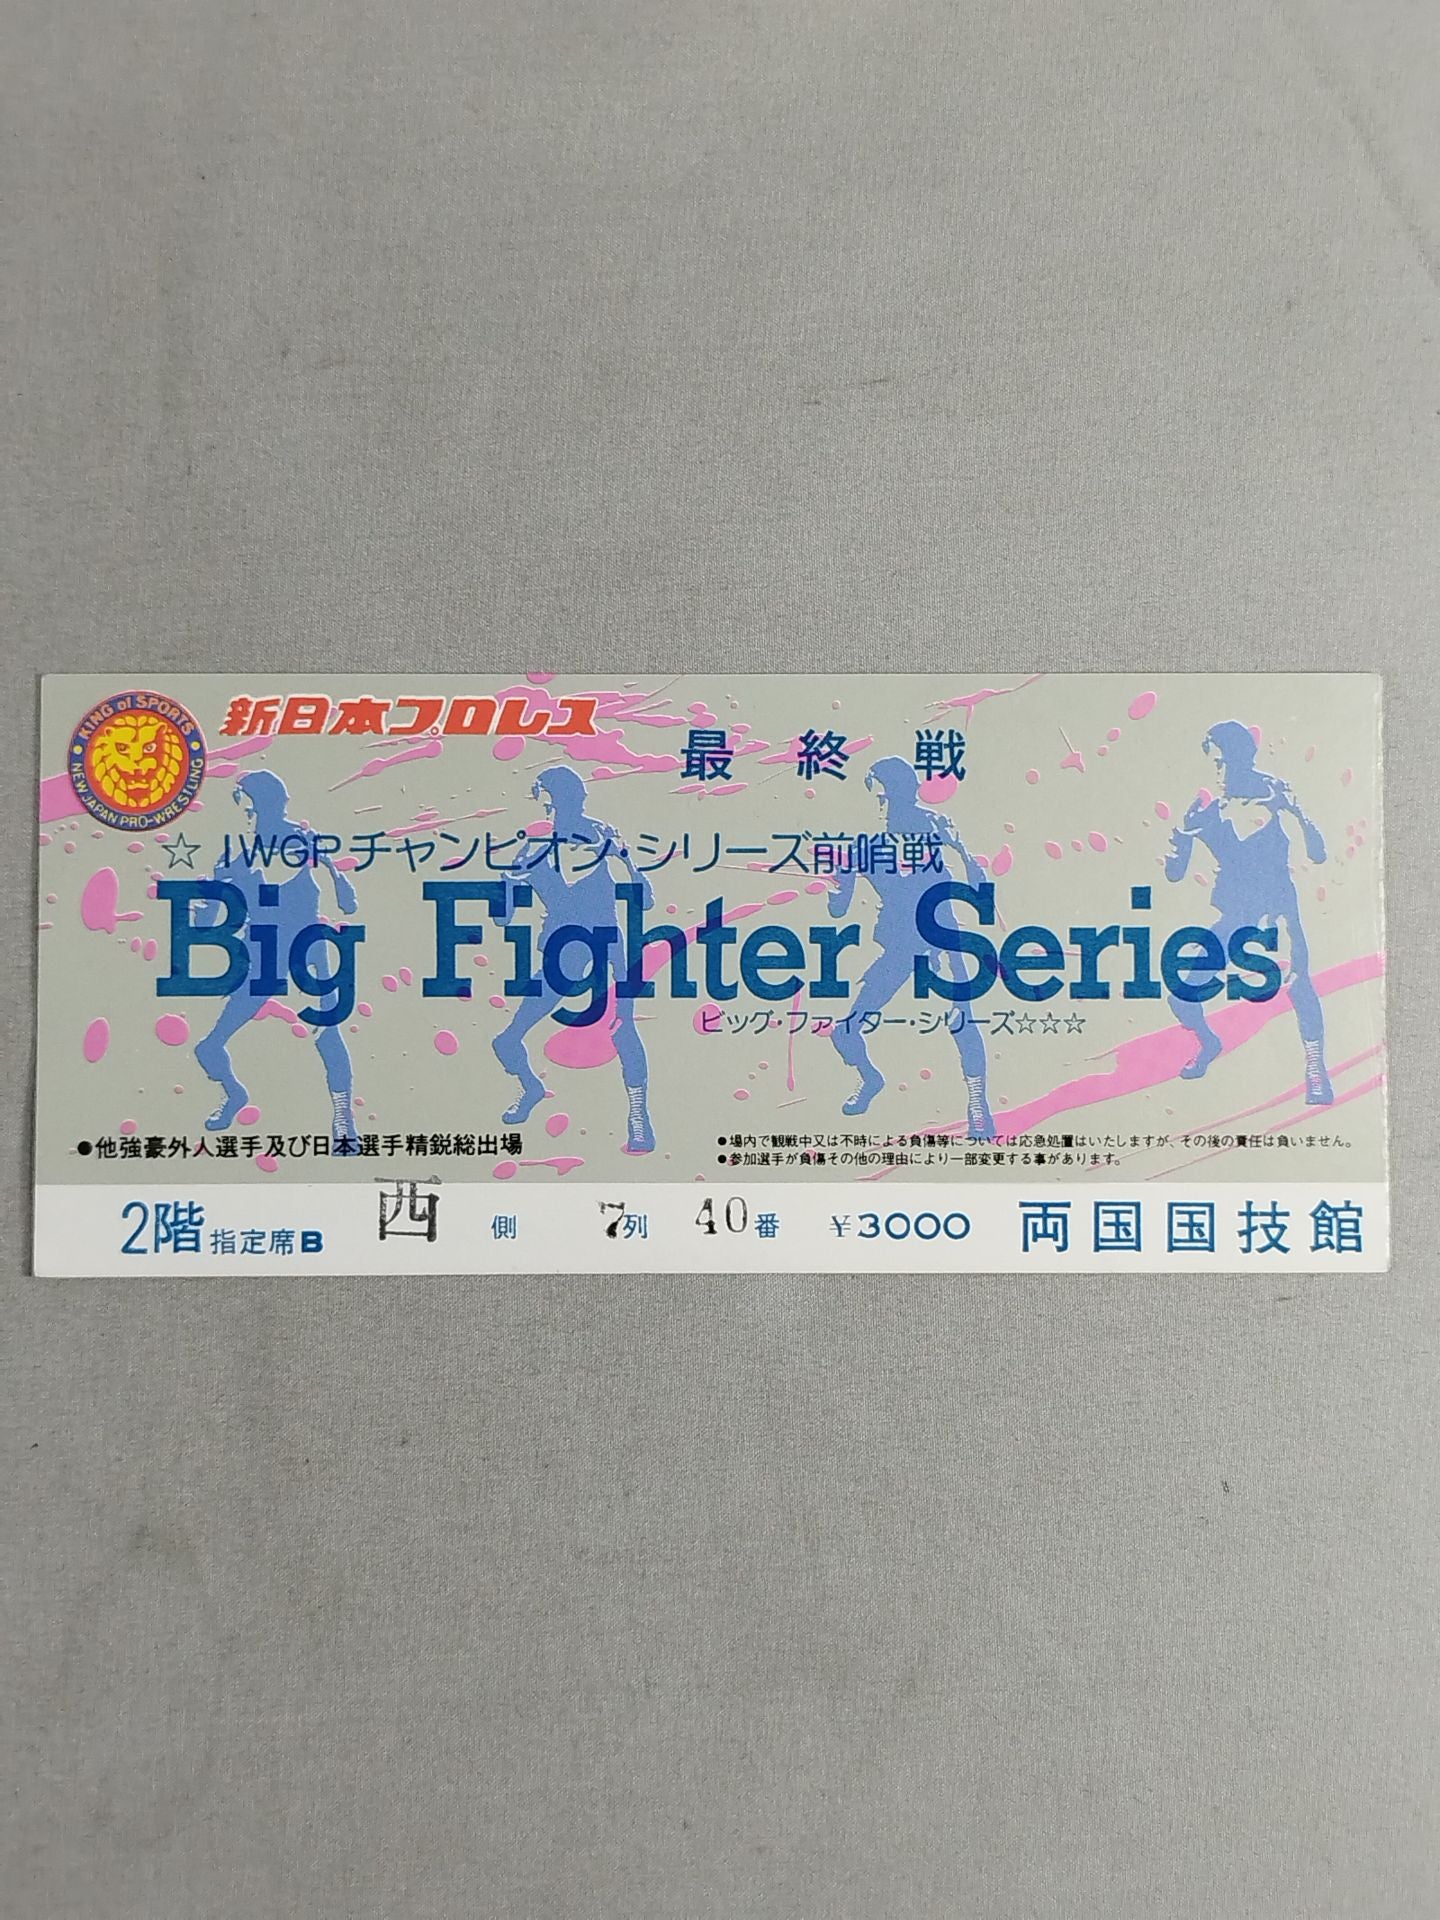 KING of SPORTS
NEW JAPAN PRO-WRESTLING
新日本プロレス
最終戦
☆IWGPチャンピオン・シリーズ前哨戦
Big Fighter Series
ビッグ・ファイター・シリーズ☆☆☆
●他強豪外人選手及び日本選手精鋭総出場
●場内で観戦中又は不時による負傷等については応急処置はいたしますが、その後の責任は負いません。
●参加選手が負傷その他の理由により一部変更する事があります。
2階 指定席B 西 側 7列 40番 ¥3000 両国国技館